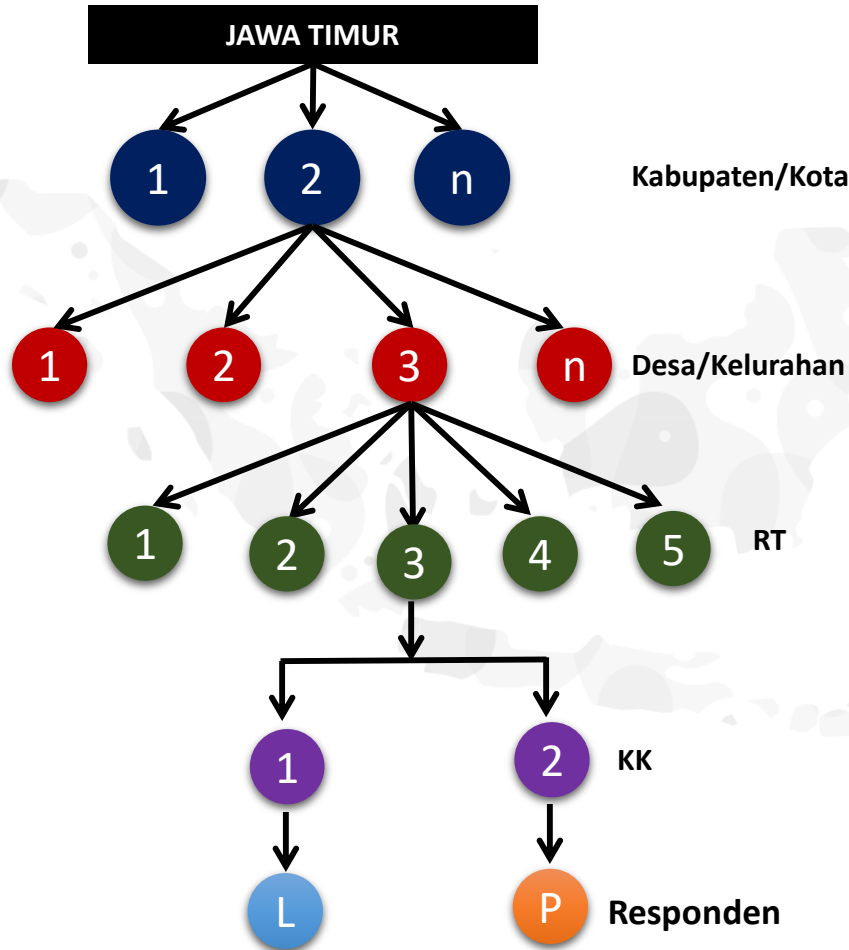 JAWA TIMUR
1 2 n Kabupaten/Kota
1 2 3 n Desa/Kelurahan
1 2 3 4 5 RT
1 2 KK
L P Responden